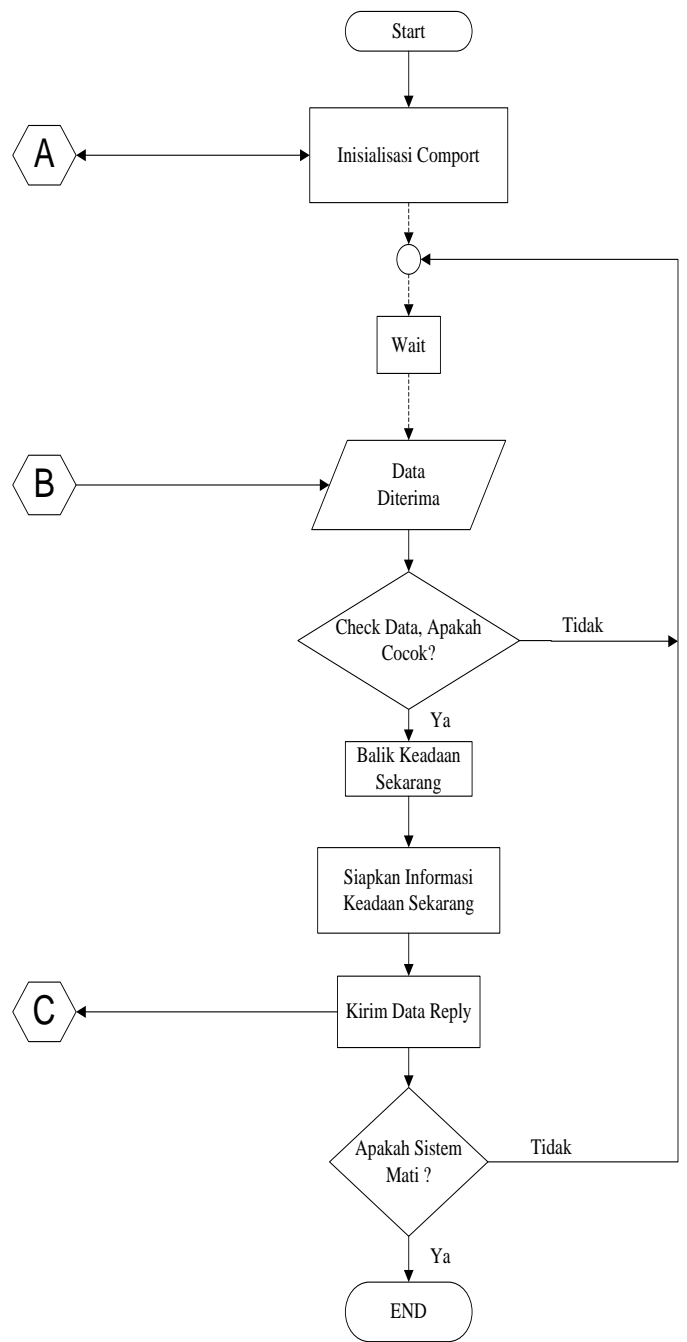 Start
A
Inisialisasi Comport
Wait
B
Data
Diterima
Check Data, Apakah
Cocok?
Tidak
Ya
Balik Keadaan
Sekarang
Siapkan Informasi
Keadaan Sekarang
C
Kirim Data Reply
Apakah Sistem
Mati ?
Tidak
Ya
END